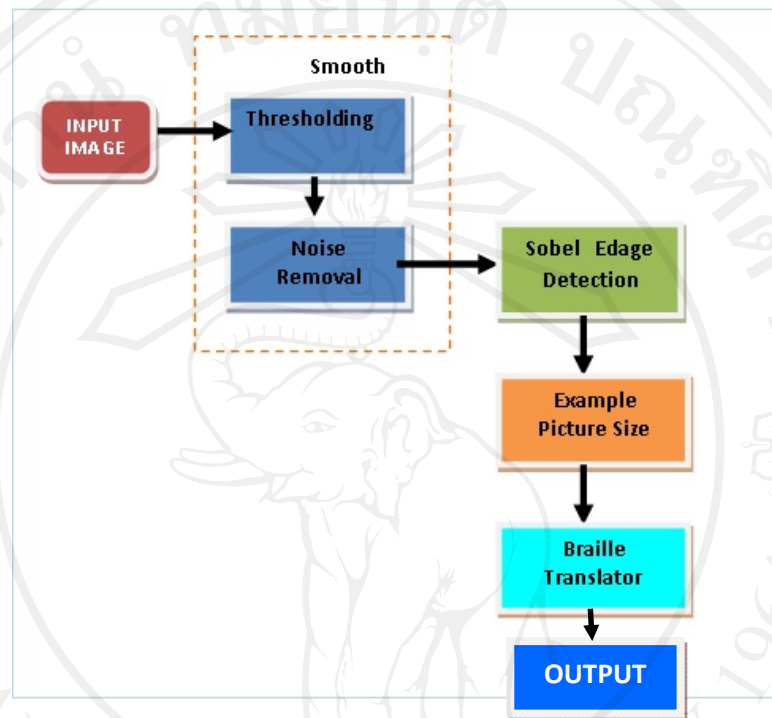 Smooth
INPUT
IMAGE
Thresholding
Noise
Removal
Sobel Edage
Detection
Example
Picture Size
Braille
Translator
OUTPUT